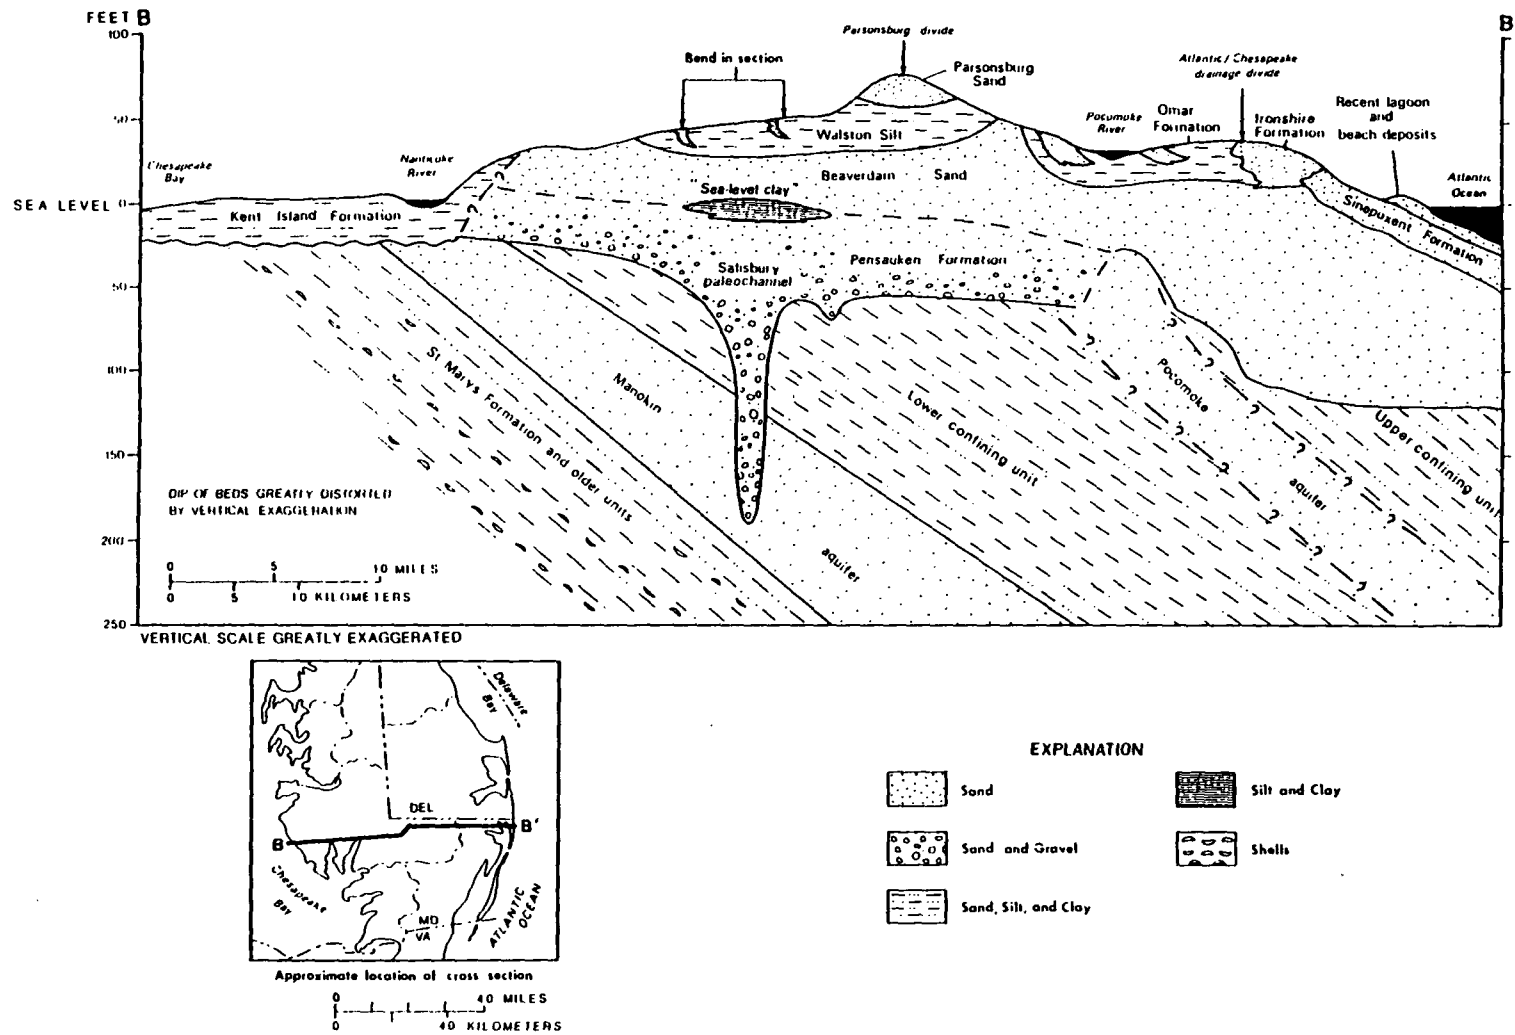 FEET B
B
100
50
SEA LEVEL 0
50
100
150
200
250
Chesapeake
Bay
Nanticoke
River
Bend in section
Parsonsburg divide
Parsonsburg
Sand
Atlantic / Chesapeake
drainage divide
Pocomoke
River
Omar
Formation
Ironshire
Formation
Recent lagoon
and
beach deposits
Atlantic
Ocean
Walston Silt
Beaverdam Sand
"Sea-level clay"
Kent Island Formation
Sinepuxent Formation
Salisbury
paleochannel
Pensauken Formation
St Marys Formation and older units
Manokin
aquifer
Lower confining unit
Pocomoke
aquifer
Upper confining unit
DIP OF BEDS GREATLY DISTORTED
BY VERTICAL EXAGGERATION
0 5 10 MILES
0 5 10 KILOMETERS
VERTICAL SCALE GREATLY EXAGGERATED
Delaware
Bay
DEL
B
B'
Chesapeake
Bay
MD
VA
ATLANTIC
OCEAN
Approximate location of cross section
0 40 MILES
0 40 KILOMETERS
EXPLANATION
Sand
Silt and Clay
Sand and Gravel
Shells
Sand, Silt, and Clay